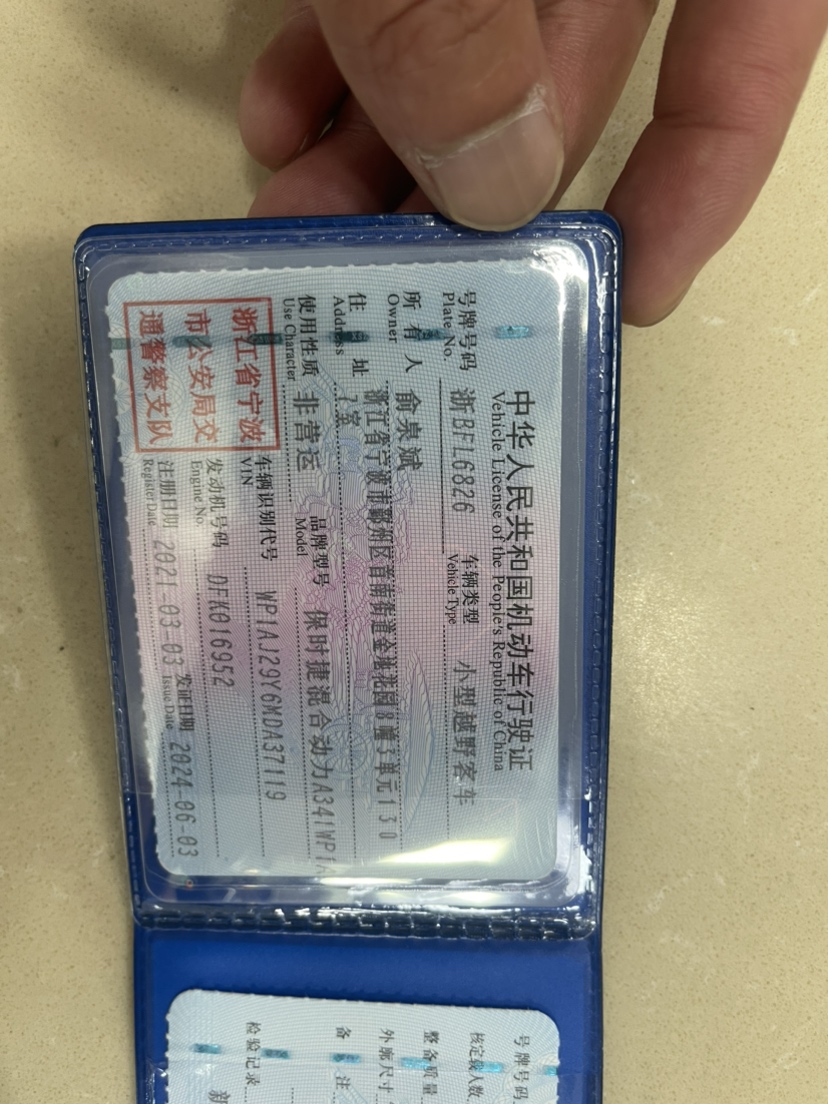 中华人民共和国机动车行驶证
Vehicle License of the People's Republic of China
号牌号码 浙BFL6826 车辆类型 小型越野客车
Plate No. Vehicle Type
所有人 俞泉斌
Owner
住址 浙江省宁波市鄞州区首南街道金地花园8幢3单元130
Address 7室
使用性质 非营运 品牌型号 保时捷混合动力A341WP1A
Use Character Model
浙江省宁波
市公安局交
通警察支队
车辆识别代号 WP1AJ29Y6MDA37119
VIN
发动机号码 DFK016952
Engine No.
注册日期 2021-03-03 发证日期 2024-06-03
Register Date Issue Date
号牌号码
核定载人数
整备质量
外廓尺寸
备注
检验记录